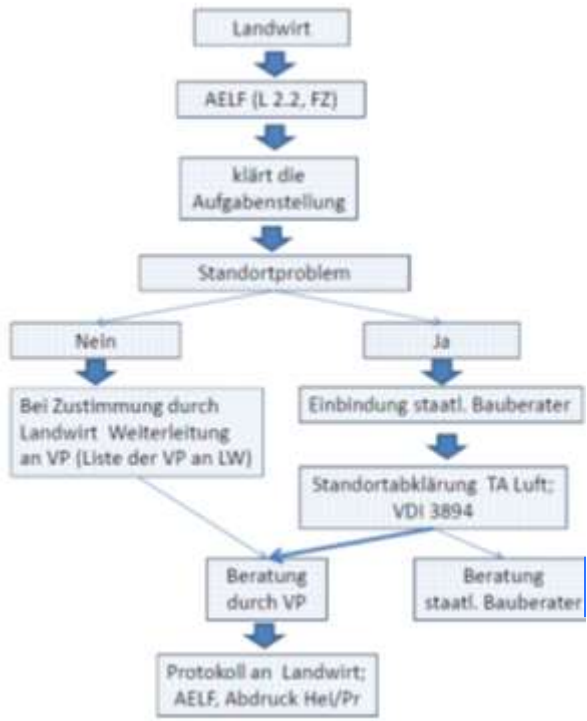 Landwirt
AELF (L 2.2, FZ)
klärt die
Aufgabenstellung
Standortproblem
Nein
Ja
Bei Zustimmung durch
Landwirt Weiterleitung
an VP (Liste der VP an LW)
Einbindung staatl. Bauberater
Standortabklärung TA Luft;
VDI 3894
Beratung
durch VP
Beratung
staatl. Bauberater
Protokoll an Landwirt;
AELF, Abdruck Hel/Pr